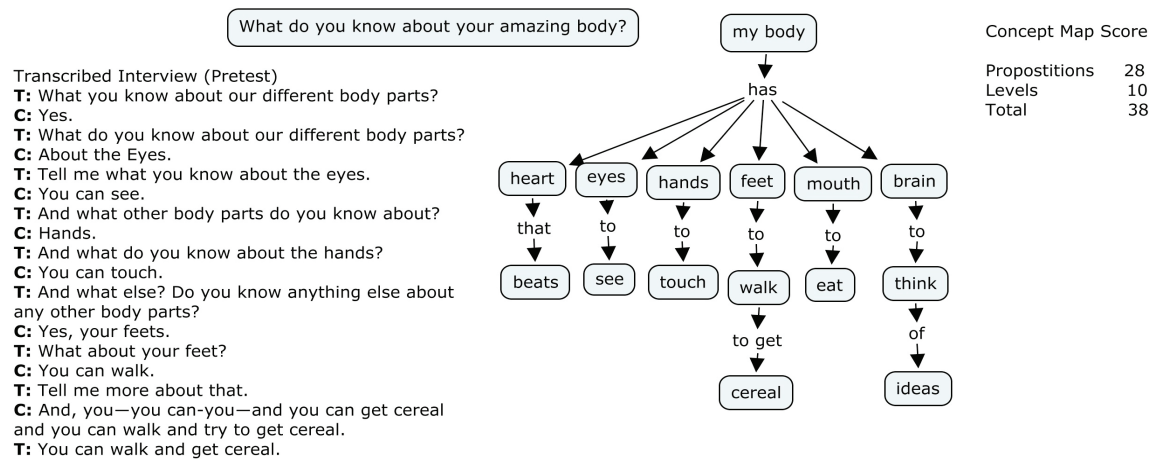 What do you know about your amazing body?
Transcribed Interview (Pretest)
T: What you know about our different body parts?
C: Yes.
T: What do you know about our different body parts?
C: About the Eyes.
T: Tell me what you know about the eyes.
C: You can see.
T: And what other body parts do you know about?
C: Hands.
T: And what do you know about the hands?
C: You can touch.
T: And what else? Do you know anything else about
any other body parts?
C: Yes, your feets.
T: What about your feet?
C: You can walk.
T: Tell me more about that.
C: And, you—you can-you—and you can get cereal
and you can walk and try to get cereal.
T: You can walk and get cereal.
my body
has
heart eyes hands feet mouth brain
that to to to to to
beats see touch walk eat think
to get of
cereal ideas
Concept Map Score
Propostitions 28
Levels 10
Total 38